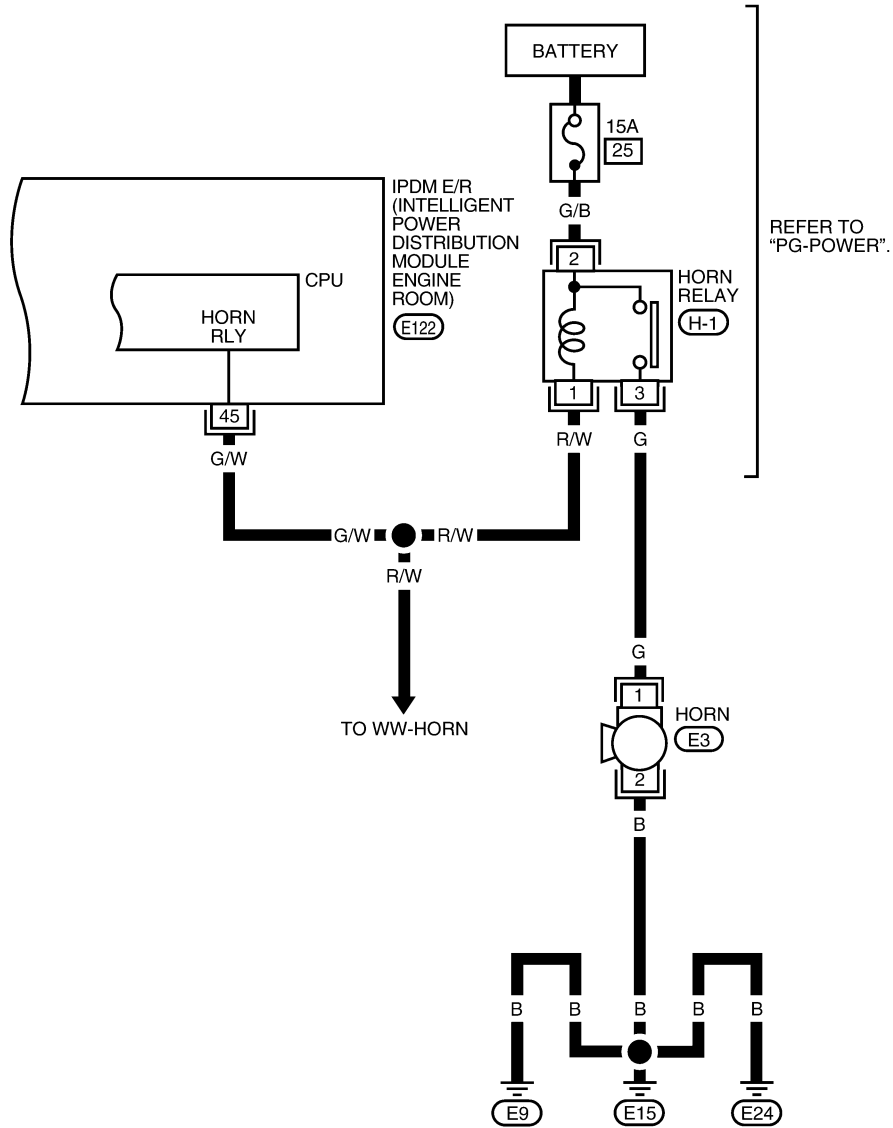 BATTERY
15A
25
G/B
REFER TO
“PG-POWER”.
2
HORN
RELAY
H-1
1
3
R/W
G
IPDM E/R
(INTELLIGENT
POWER
DISTRIBUTION
MODULE
ENGINE
ROOM)
E122
CPU
HORN
RLY
45
G/W
G/W
R/W
R/W
TO WW-HORN
G
1
HORN
E3
2
B
B
B
B
B
B
E9
E15
E24